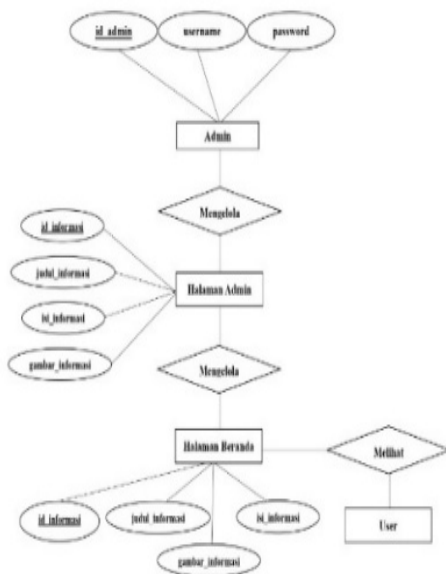 id_admin
username
password
Admin
Mengelola
id_informasi
judul_informasi
isi_informasi
gambar_informasi
Halaman Admin
Mengelola
Halaman Beranda
Melihat
User
id_informasi
judul_informasi
isi_informasi
gambar_informasi